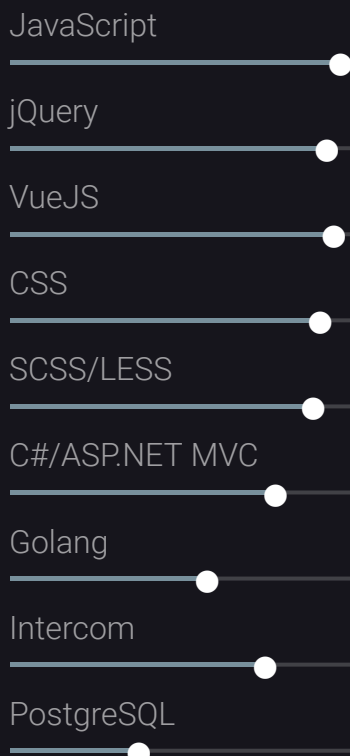 JavaScript
jQuery
VueJS
CSS
SCSS/LESS
C#/ASP.NET MVC
Golang
Intercom
PostgreSQL